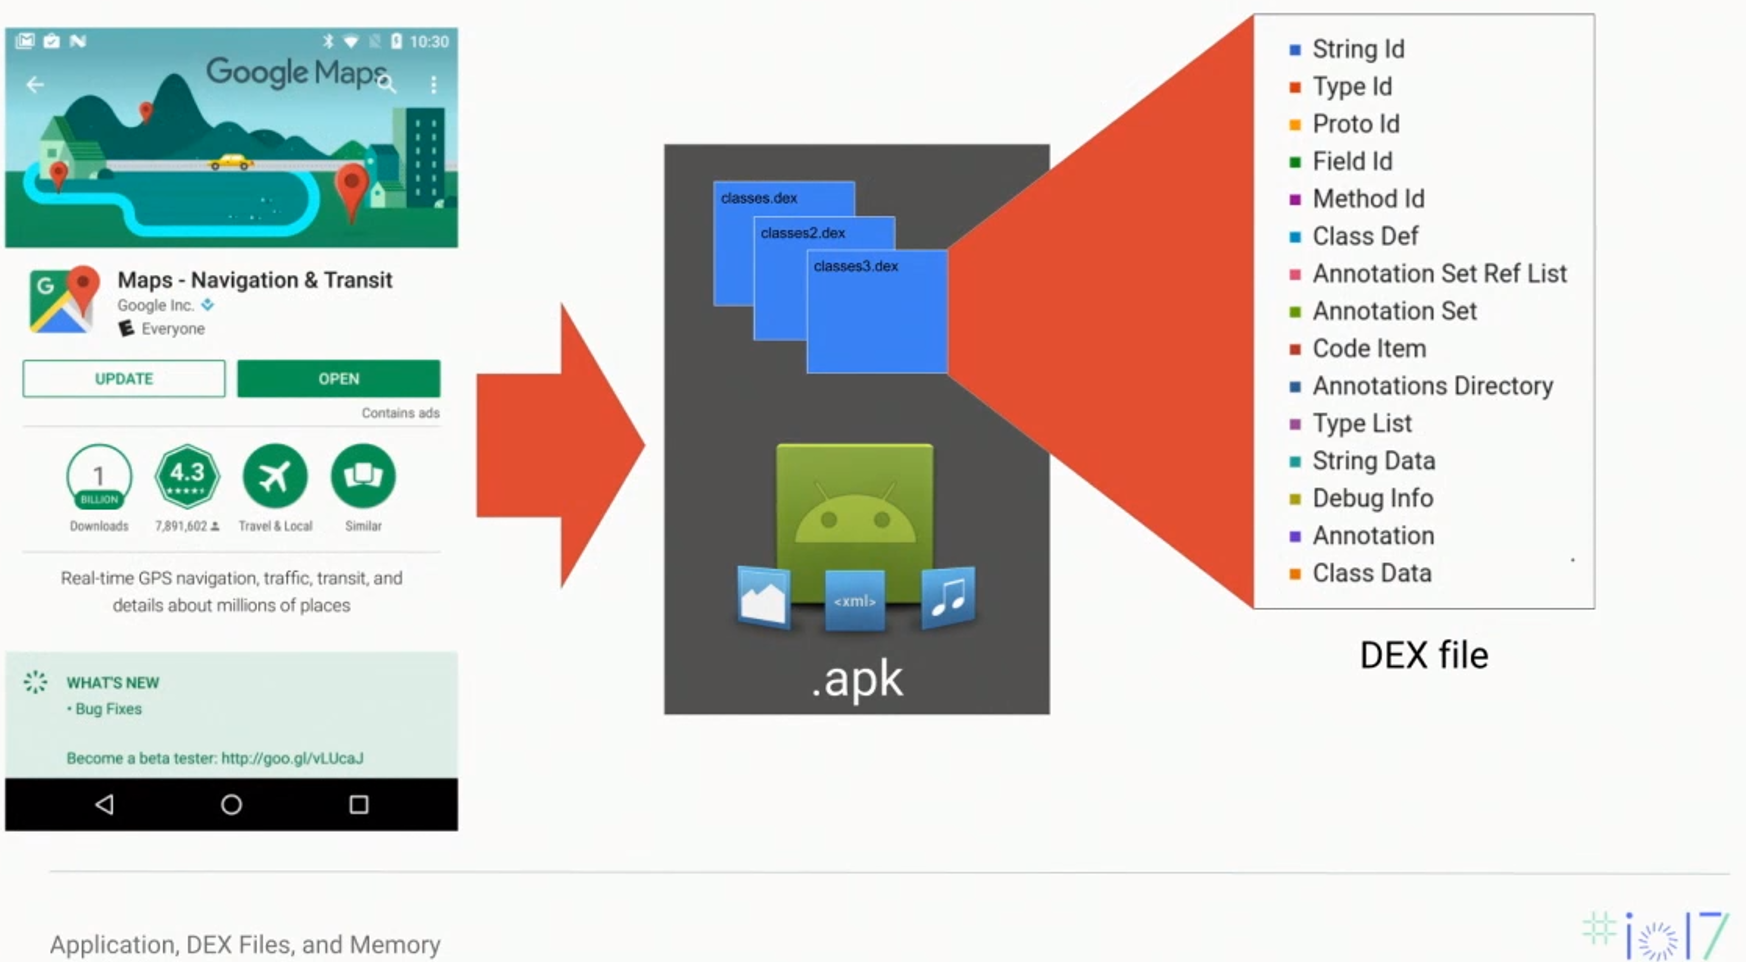 10:30
Google Maps
Maps - Navigation & Transit
Google Inc.
E Everyone
UPDATE
OPEN
Contains ads
1
BILLION
Downloads
4.3
7,891,602
Travel & Local
Similar
Real-time GPS navigation, traffic, transit, and
details about millions of places
WHAT'S NEW
• Bug Fixes
Become a beta tester: http://goo.gl/vLUcaJ
classes.dex
classes2.dex
classes3.dex
<xml>
.apk
String Id
Type Id
Proto Id
Field Id
Method Id
Class Def
Annotation Set Ref List
Annotation Set
Code Item
Annotations Directory
Type List
String Data
Debug Info
Annotation
Class Data
DEX file
Application, DEX Files, and Memory
#io17